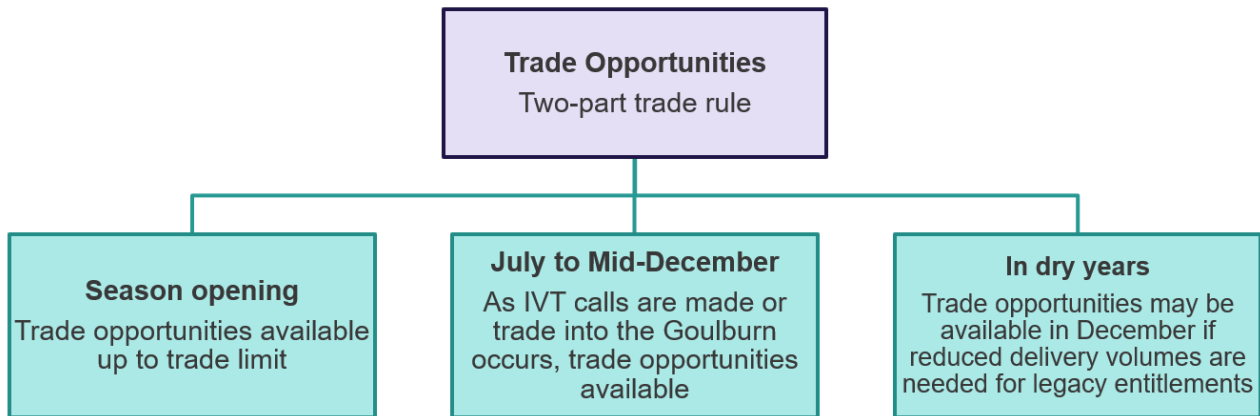 Trade Opportunities
Two-part trade rule
Season opening
Trade opportunities available
up to trade limit
July to Mid-December
As IVT calls are made or
trade into the Goulburn
occurs, trade opportunities
available
In dry years
Trade opportunities may be
available in December if
reduced delivery volumes are
needed for legacy entitlements